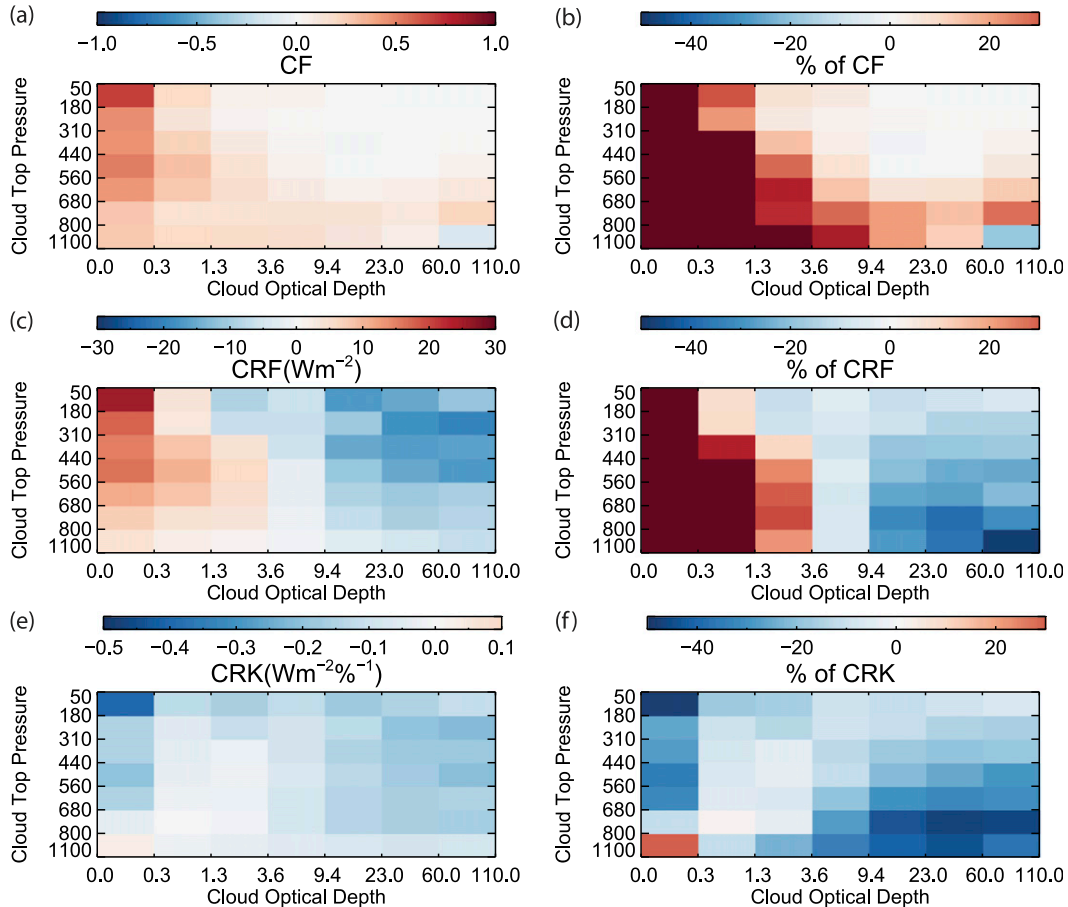 (a)
−1.0 −0.5 0.0 0.5 1.0
CF
Cloud Top Pressure
50
180
310
440
560
680
800
1100
0.0 0.3 1.3 3.6 9.4 23.0 60.0 110.0
Cloud Optical Depth
(b)
−40 −20 0 20
% of CF
Cloud Top Pressure
50
180
310
440
560
680
800
1100
0.0 0.3 1.3 3.6 9.4 23.0 60.0 110.0
Cloud Optical Depth
(c)
−30 −20 −10 0 10 20 30
CRF(Wm⁻²)
Cloud Top Pressure
50
180
310
440
560
680
800
1100
0.0 0.3 1.3 3.6 9.4 23.0 60.0 110.0
Cloud Optical Depth
(d)
−40 −20 0 20
% of CRF
Cloud Top Pressure
50
180
310
440
560
680
800
1100
0.0 0.3 1.3 3.6 9.4 23.0 60.0 110.0
Cloud Optical Depth
(e)
−0.5 −0.4 −0.3 −0.2 −0.1 0.0 0.1
CRK(Wm⁻²%⁻¹)
Cloud Top Pressure
50
180
310
440
560
680
800
1100
0.0 0.3 1.3 3.6 9.4 23.0 60.0 110.0
Cloud Optical Depth
(f)
−40 −20 0 20
% of CRK
Cloud Top Pressure
50
180
310
440
560
680
800
1100
0.0 0.3 1.3 3.6 9.4 23.0 60.0 110.0
Cloud Optical Depth